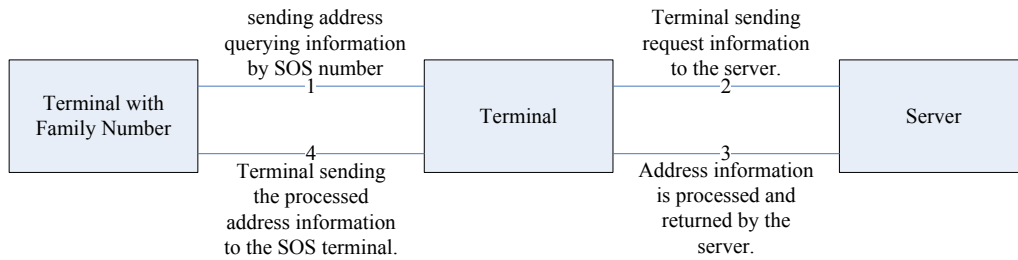 sending address
querying information
by SOS number
1
Terminal sending
request information
to the server.
2
Terminal with
Family Number
Terminal
Server
4
Terminal sending
the processed
address information
to the SOS terminal.
3
Address information
is processed and
returned by the
server.